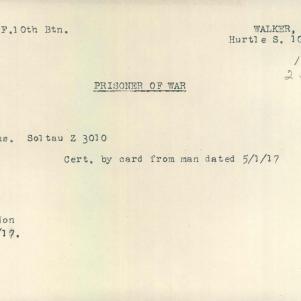 F.10th Btn. WALKER,
Hurtle S. 10
PRISONER OF WAR
Soltau Z 3010
Cert. by card from man dated 5/1/17
/17.